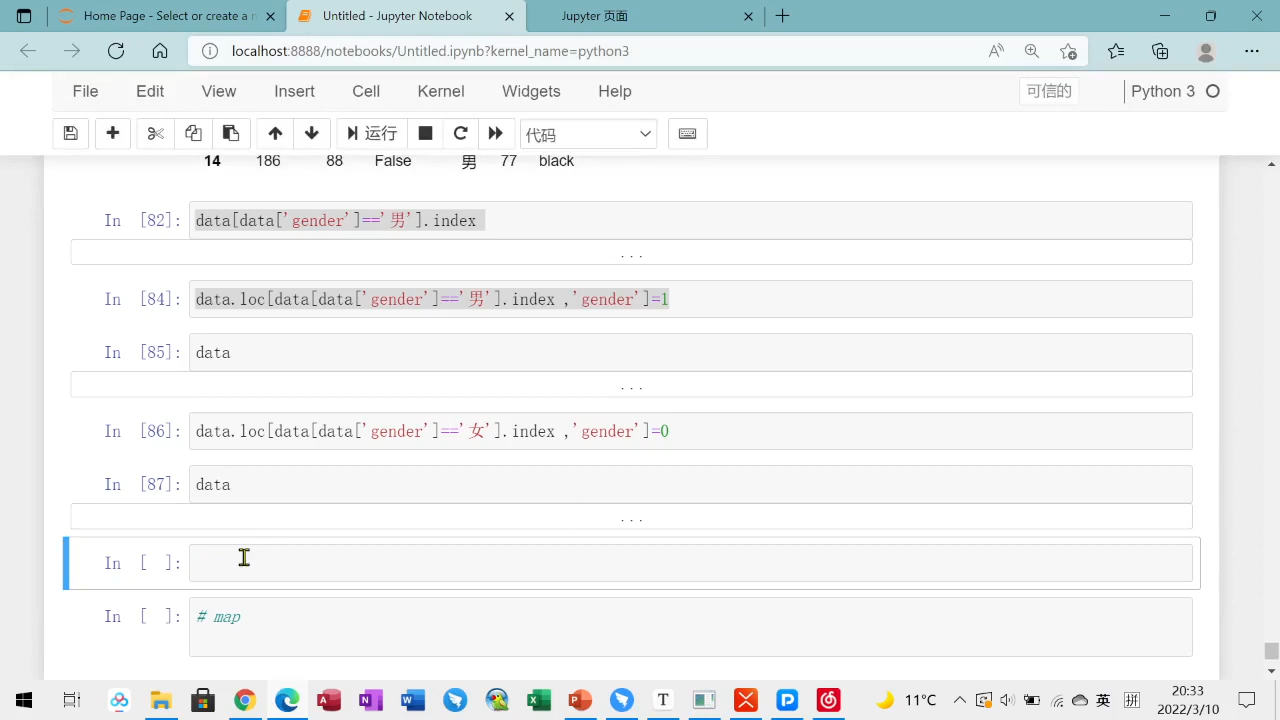 Home Page - Select or create a n
Untitled - Jupyter Notebook
Jupyter 页面
localhost:8888/notebooks/Untitled.ipynb?kernel_name=python3
File Edit View Insert Cell Kernel Widgets Help 可信的 Python 3
运行 代码
14 186 88 False 男 77 black
In [82]: data[data['gender']=='男'].index
...
In [84]: data.loc[data[data['gender']=='男'].index ,'gender']=1
In [85]: data
...
In [86]: data.loc[data[data['gender']=='女'].index ,'gender']=0
In [87]: data
...
In [ ]:
In [ ]: # map
11°C 英 拼 20:33
2022/3/10